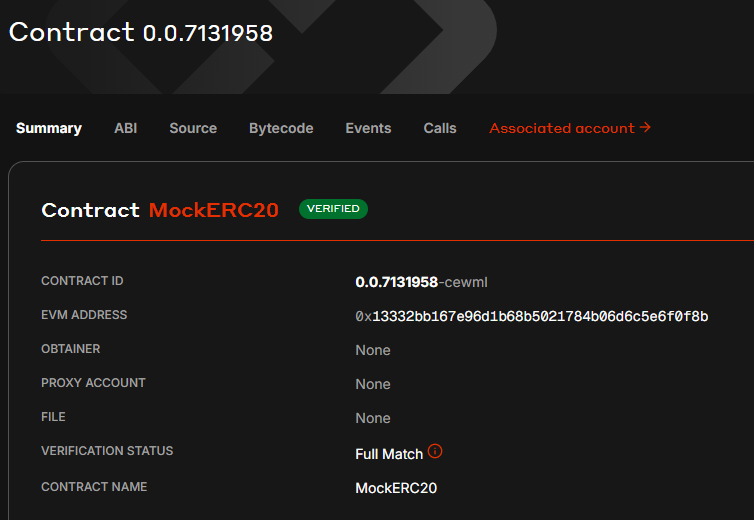 Contract 0.0.7131958
Summary ABI Source Bytecode Events Calls Associated account →
Contract MockERC20 VERIFIED
CONTRACT ID 0.0.7131958-cewml
EVM ADDRESS 0x13332bb167e96d1b68b5021784b06d6c5e6f0f8b
OBTAINER None
PROXY ACCOUNT None
FILE None
VERIFICATION STATUS Full Match
CONTRACT NAME MockERC20